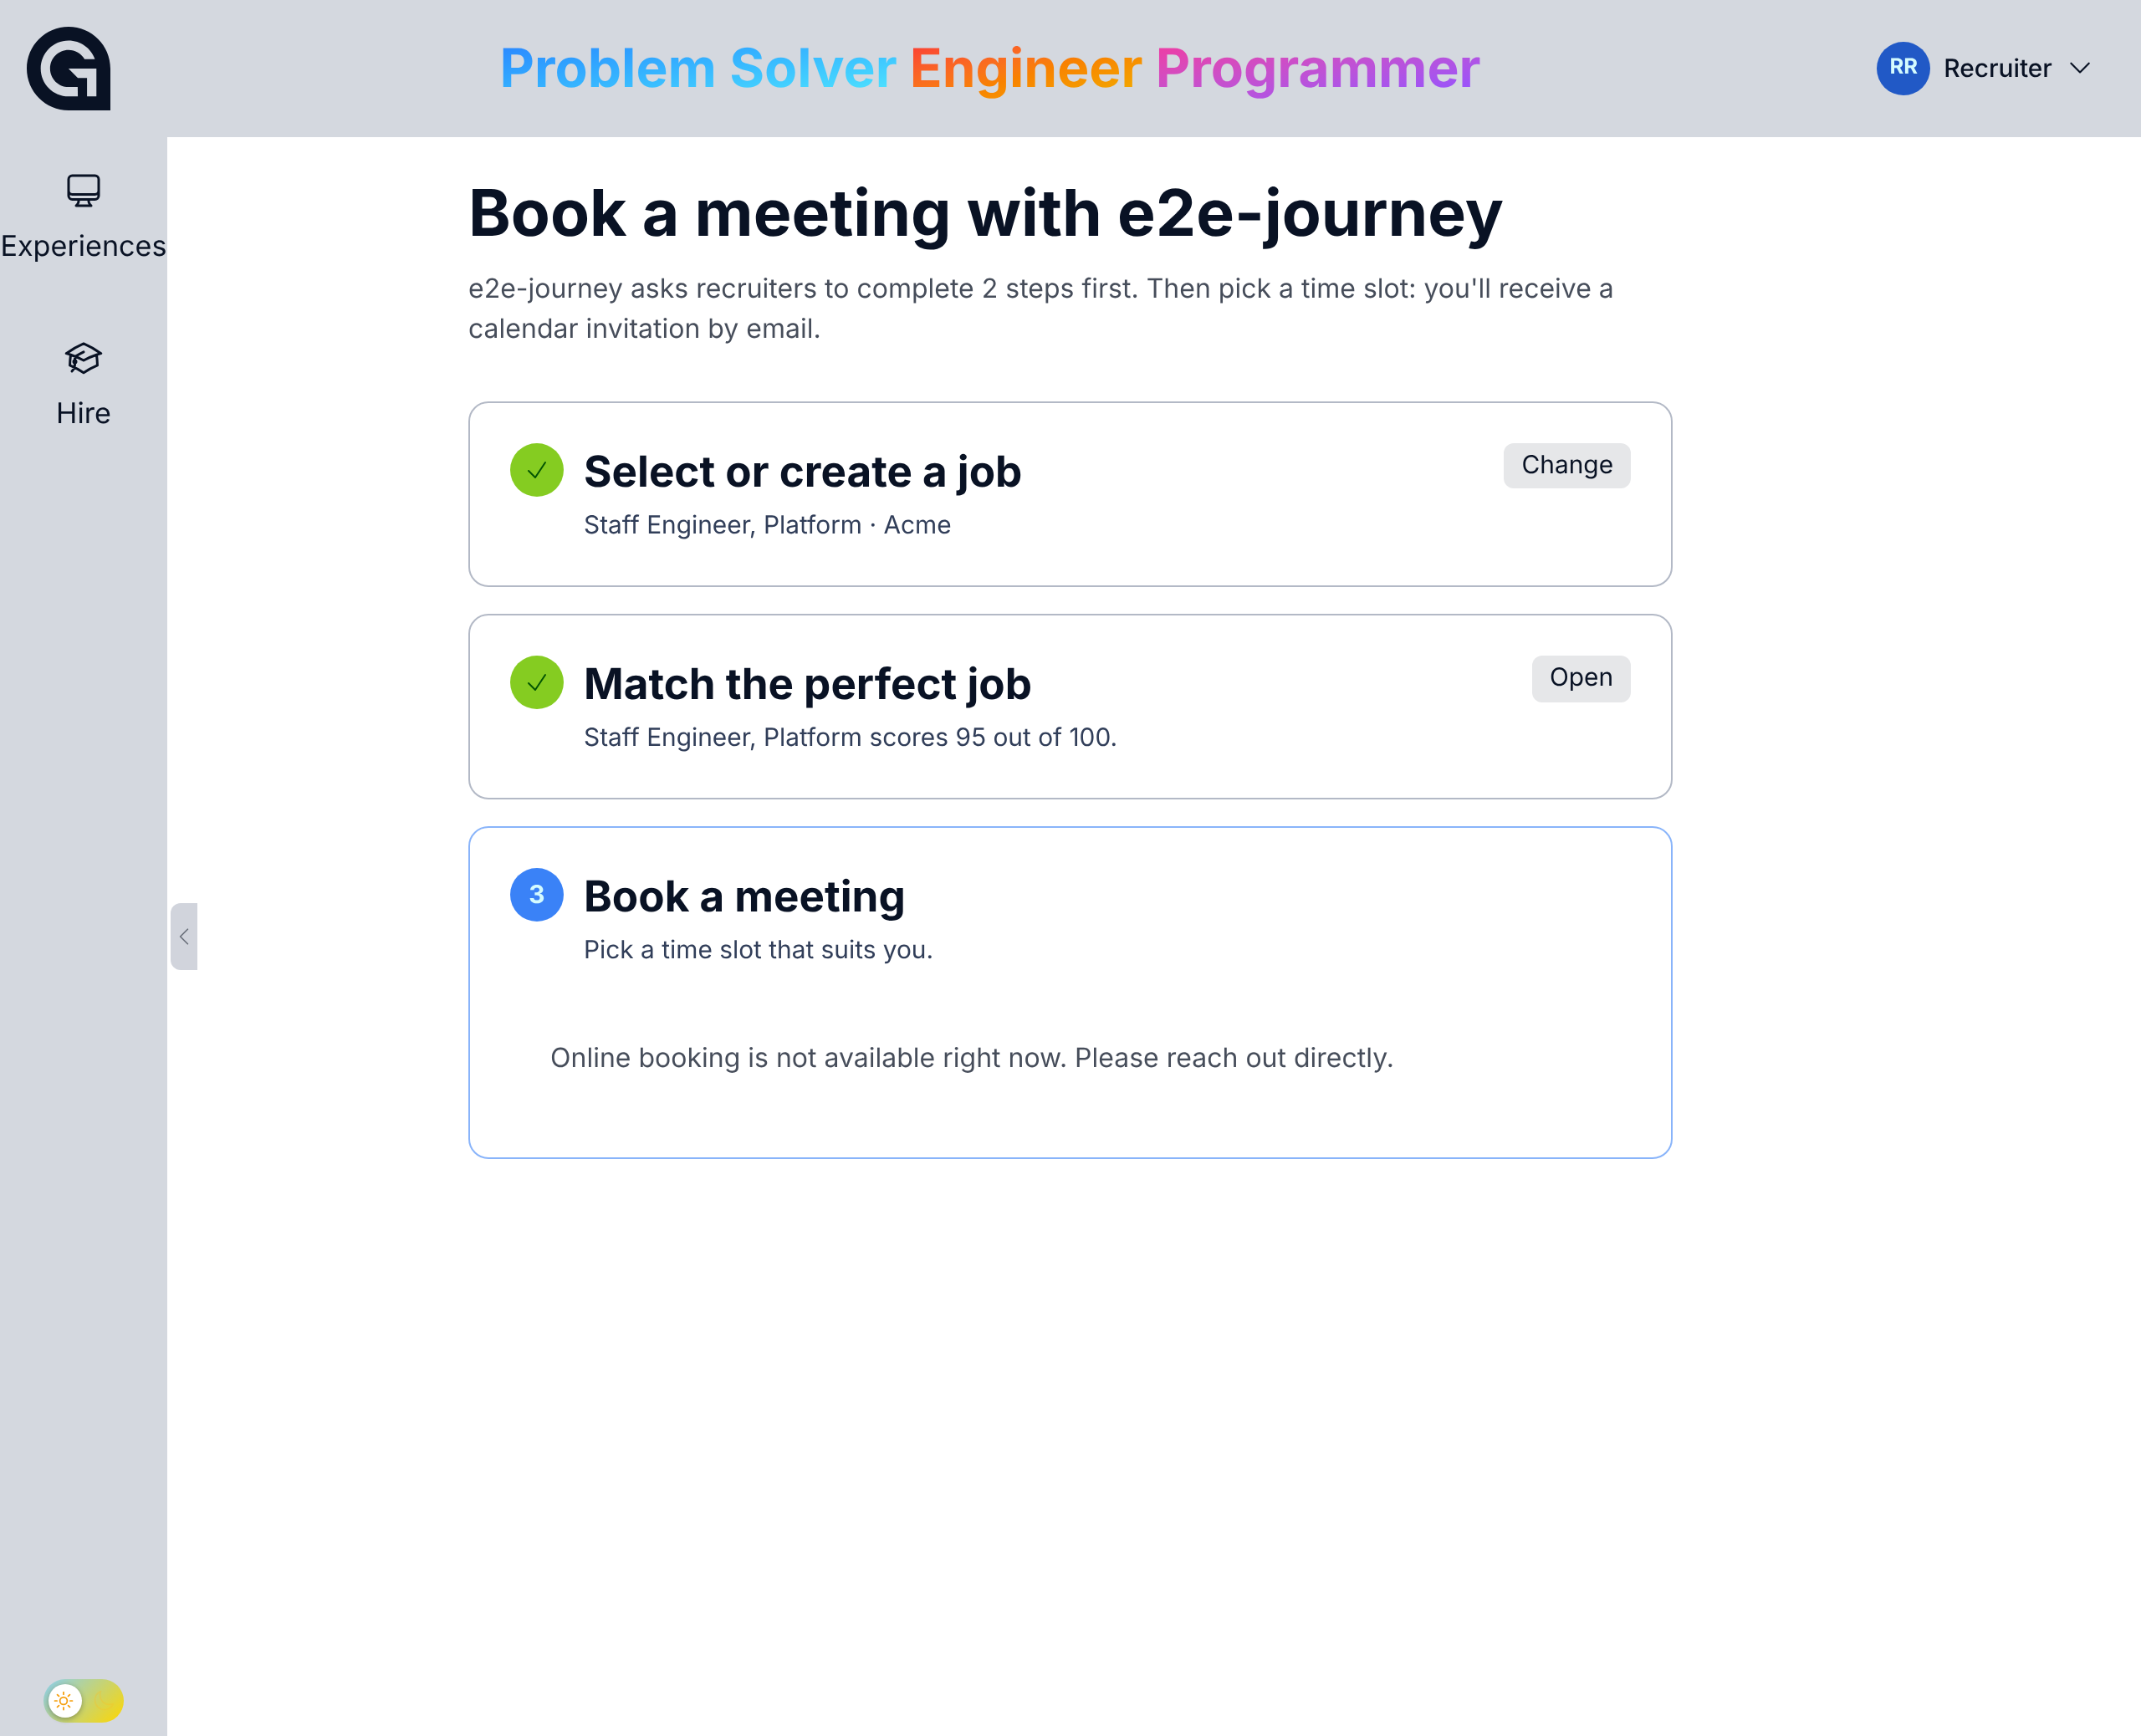 Problem Solver Engineer Programmer
RR Recruiter
Experiences
Hire
Book a meeting with e2e-journey
e2e-journey asks recruiters to complete 2 steps first. Then pick a time slot: you'll receive a
calendar invitation by email.
Select or create a job
Change
Staff Engineer, Platform · Acme
Match the perfect job
Open
Staff Engineer, Platform scores 95 out of 100.
3 Book a meeting
Pick a time slot that suits you.
Online booking is not available right now. Please reach out directly.